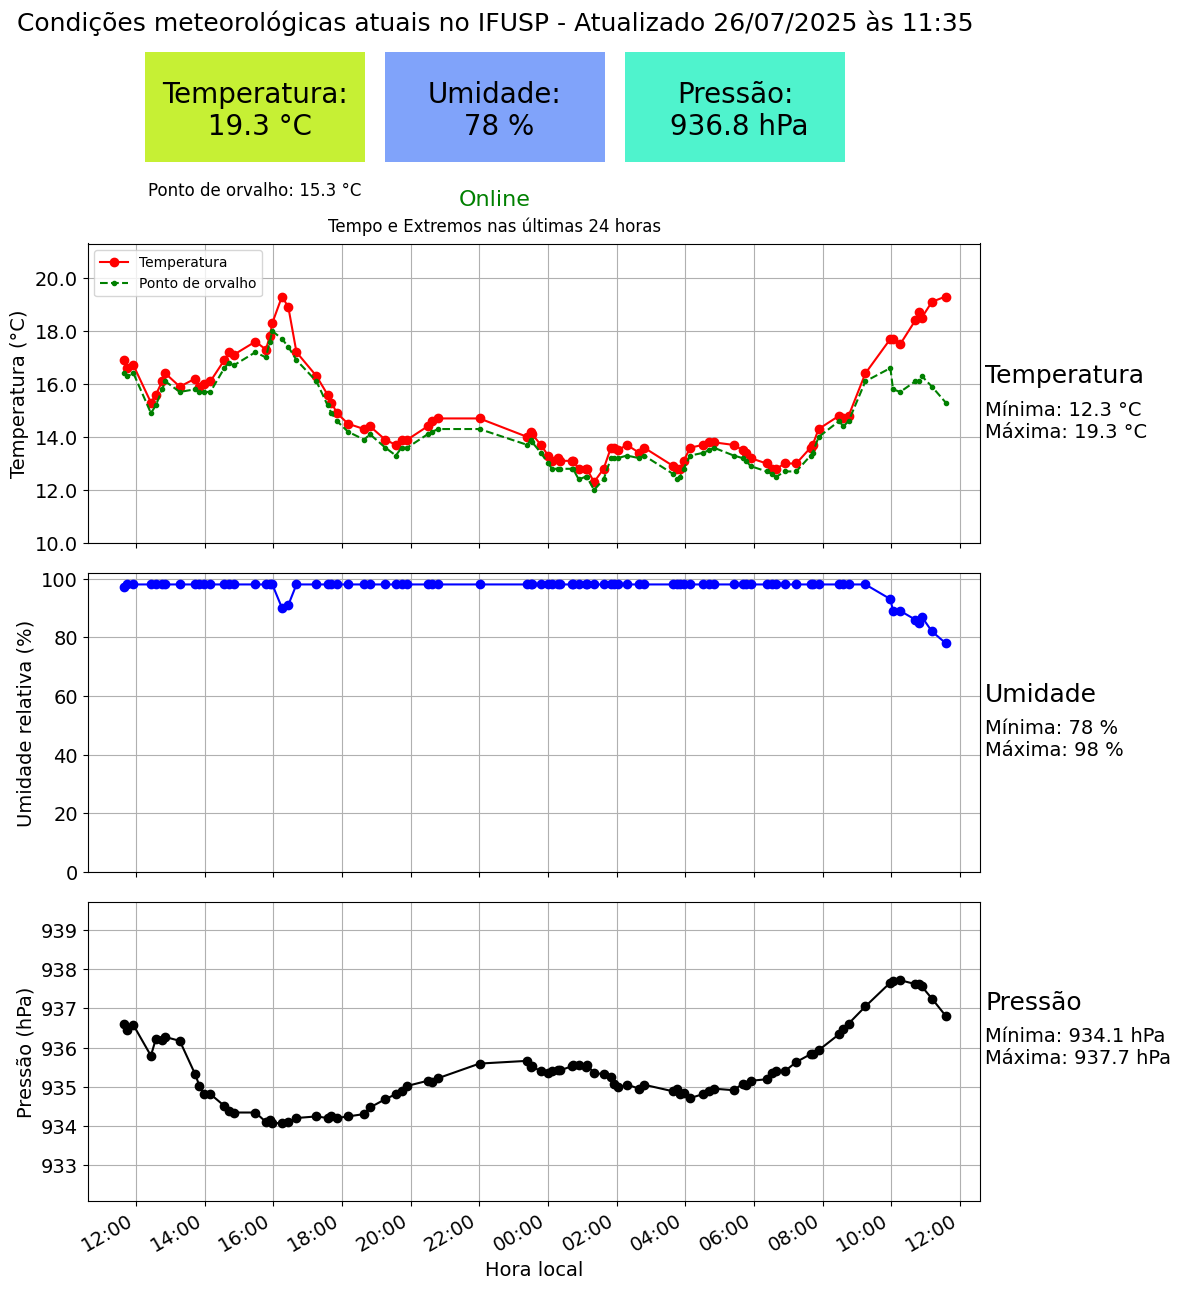 Condições meteorológicas atuais no IFUSP - Atualizado 26/07/2025 às 11:35
Temperatura:
19.3 °C
Umidade:
78 %
Pressão:
936.8 hPa
Ponto de orvalho: 15.3 °C
Online
Tempo e Extremos nas últimas 24 horas
Temperatura
Ponto de orvalho
Temperatura (°C)
20.0
18.0
16.0
14.0
12.0
10.0
Temperatura
Mínima: 12.3 °C
Máxima: 19.3 °C
Umidade relativa (%)
100
80
60
40
20
0
Umidade
Mínima: 78 %
Máxima: 98 %
Pressão (hPa)
939
938
937
936
935
934
933
Pressão
Mínima: 934.1 hPa
Máxima: 937.7 hPa
12:00
14:00
16:00
18:00
20:00
22:00
00:00
02:00
04:00
06:00
08:00
10:00
12:00
Hora local